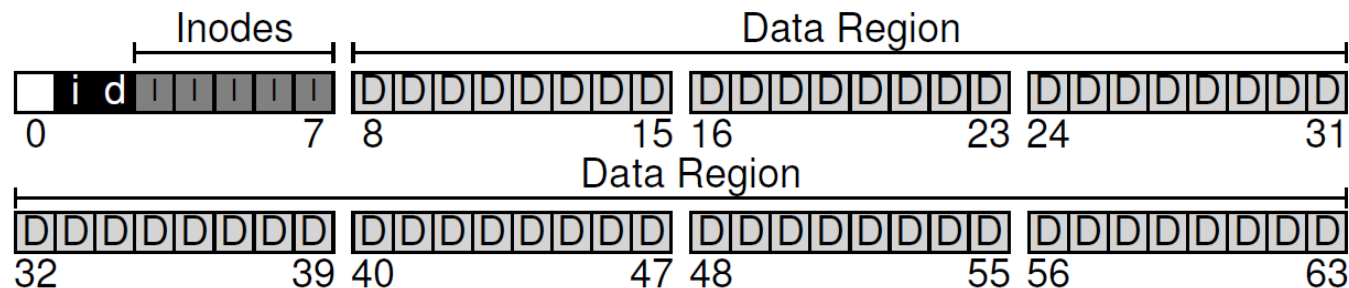 Inodes Data Region
i d I I I I I D D D D D D D D D D D D D D D D D D D D D D D D
0 7 8 15 16 23 24 31
Data Region
D D D D D D D D D D D D D D D D D D D D D D D D D D D D D D D D
32 39 40 47 48 55 56 63